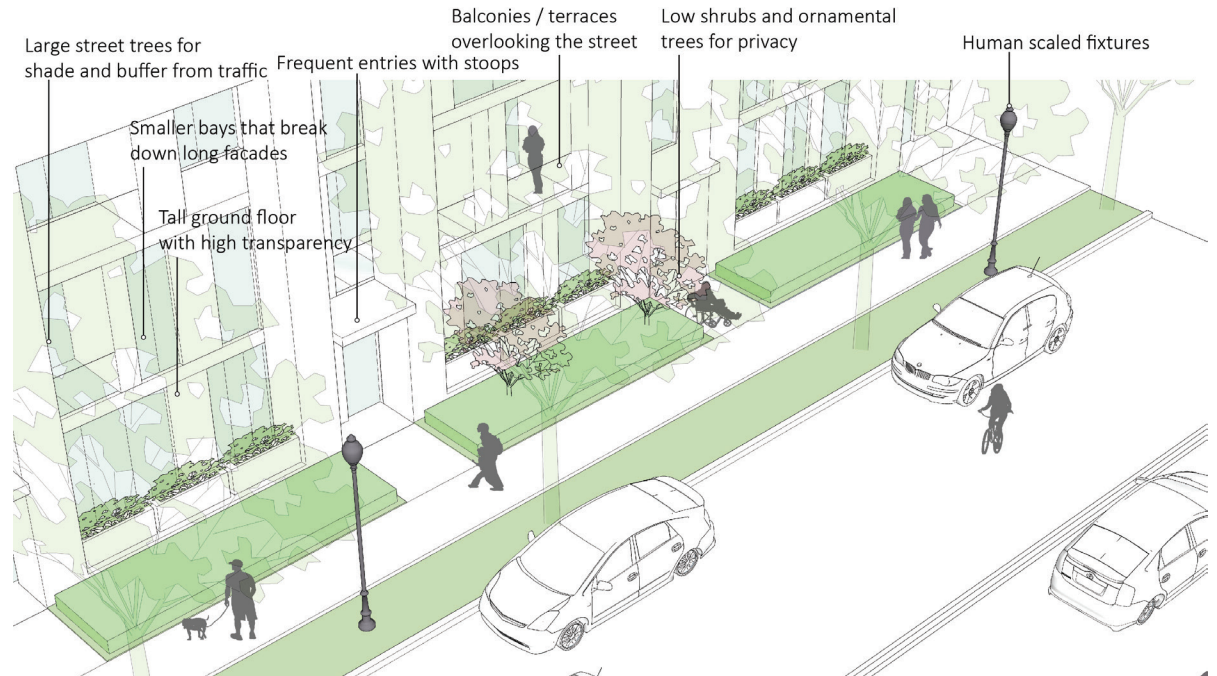 Large street trees for
shade and buffer from traffic
Smaller bays that break
down long facades
Tall ground floor
with high transparency
Frequent entries with stoops
Balconies / terraces
overlooking the street
Low shrubs and ornamental
trees for privacy
Human scaled fixtures